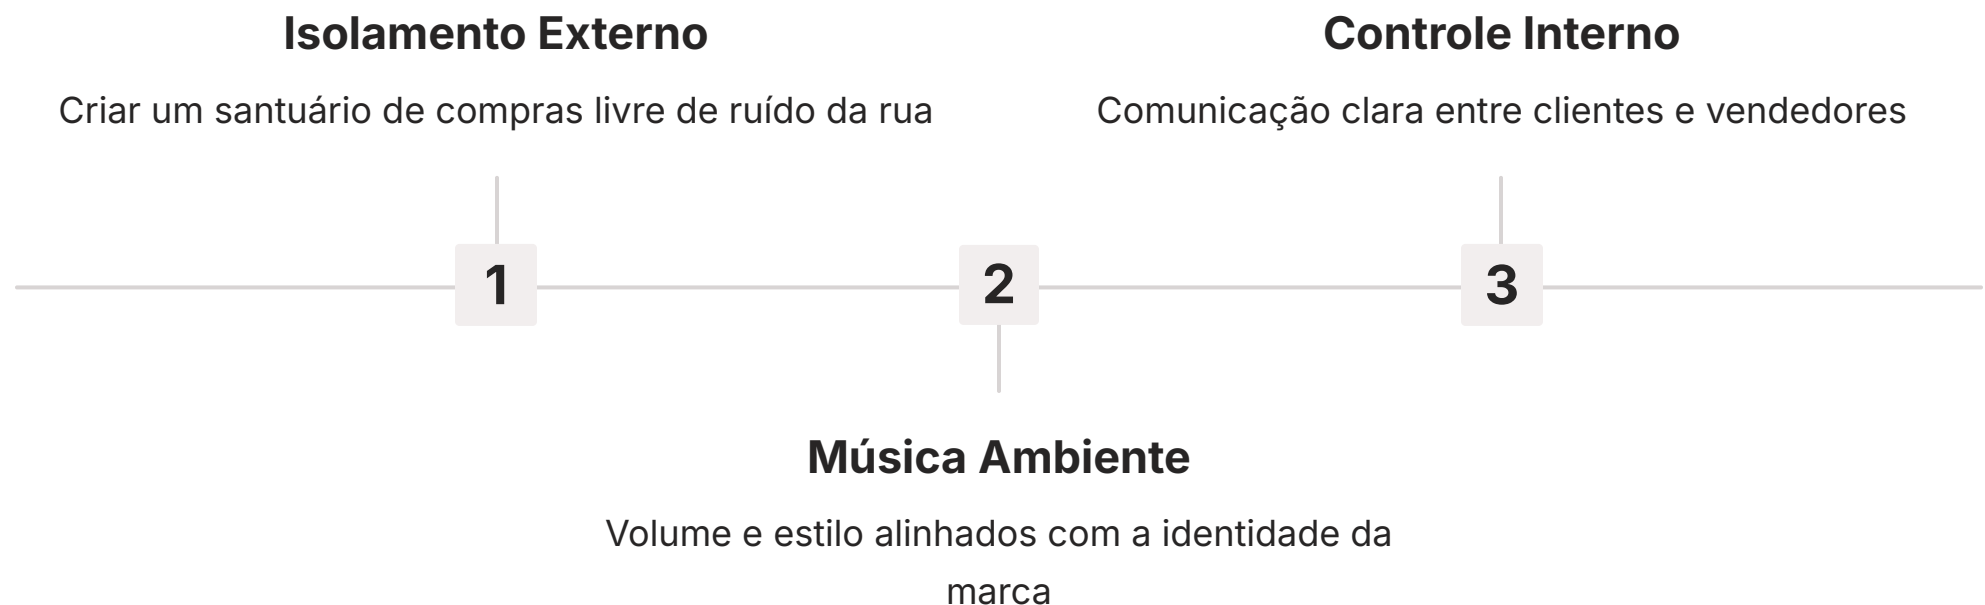 Isolamento Externo
Criar um santuário de compras livre de ruído da rua
1
2
Música Ambiente
Volume e estilo alinhados com a identidade da
marca
Controle Interno
Comunicação clara entre clientes e vendedores
3